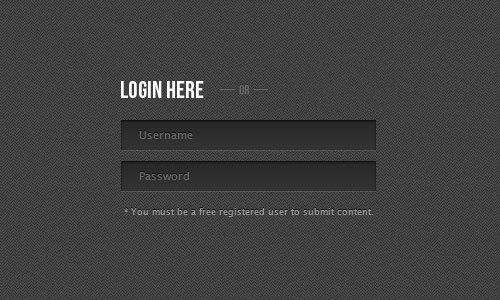 LOGIN HERE — OR —
Username
Password
* You must be a free registered user to submit content.